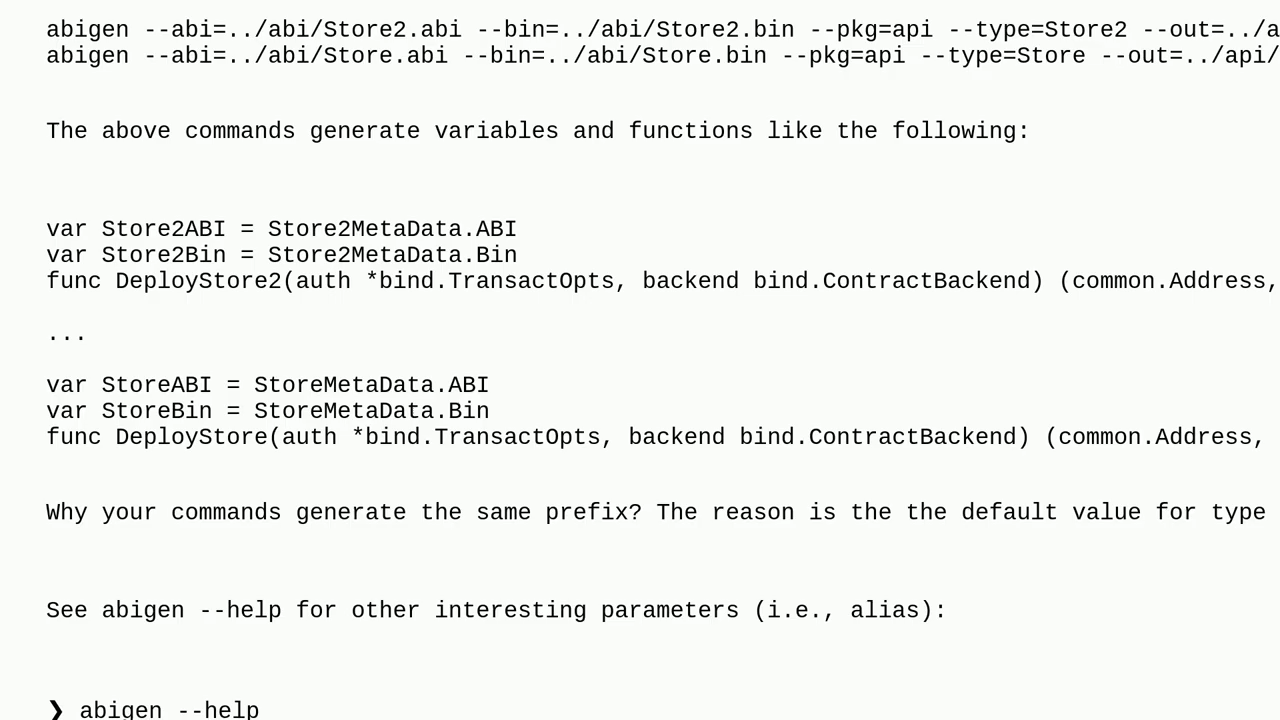 abigen --abi=../abi/Store2.abi --bin=../abi/Store2.bin --pkg=api --type=Store2 --out=../a
abigen --abi=../abi/Store.abi --bin=../abi/Store.bin --pkg=api --type=Store --out=../api/
The above commands generate variables and functions like the following:
var Store2ABI = Store2MetaData.ABI
var Store2Bin = Store2MetaData.Bin
func DeployStore2(auth *bind.TransactOpts, backend bind.ContractBackend) (common.Address,
...
var StoreABI = StoreMetaData.ABI
var StoreBin = StoreMetaData.Bin
func DeployStore(auth *bind.TransactOpts, backend bind.ContractBackend) (common.Address,
Why your commands generate the same prefix? The reason is the the default value for type
See abigen --help for other interesting parameters (i.e., alias):
❯ abigen --help